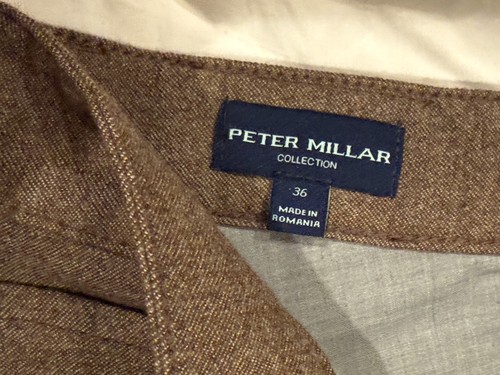 PETER MILLAR
COLLECTION
36
MADE IN
ROMANIA